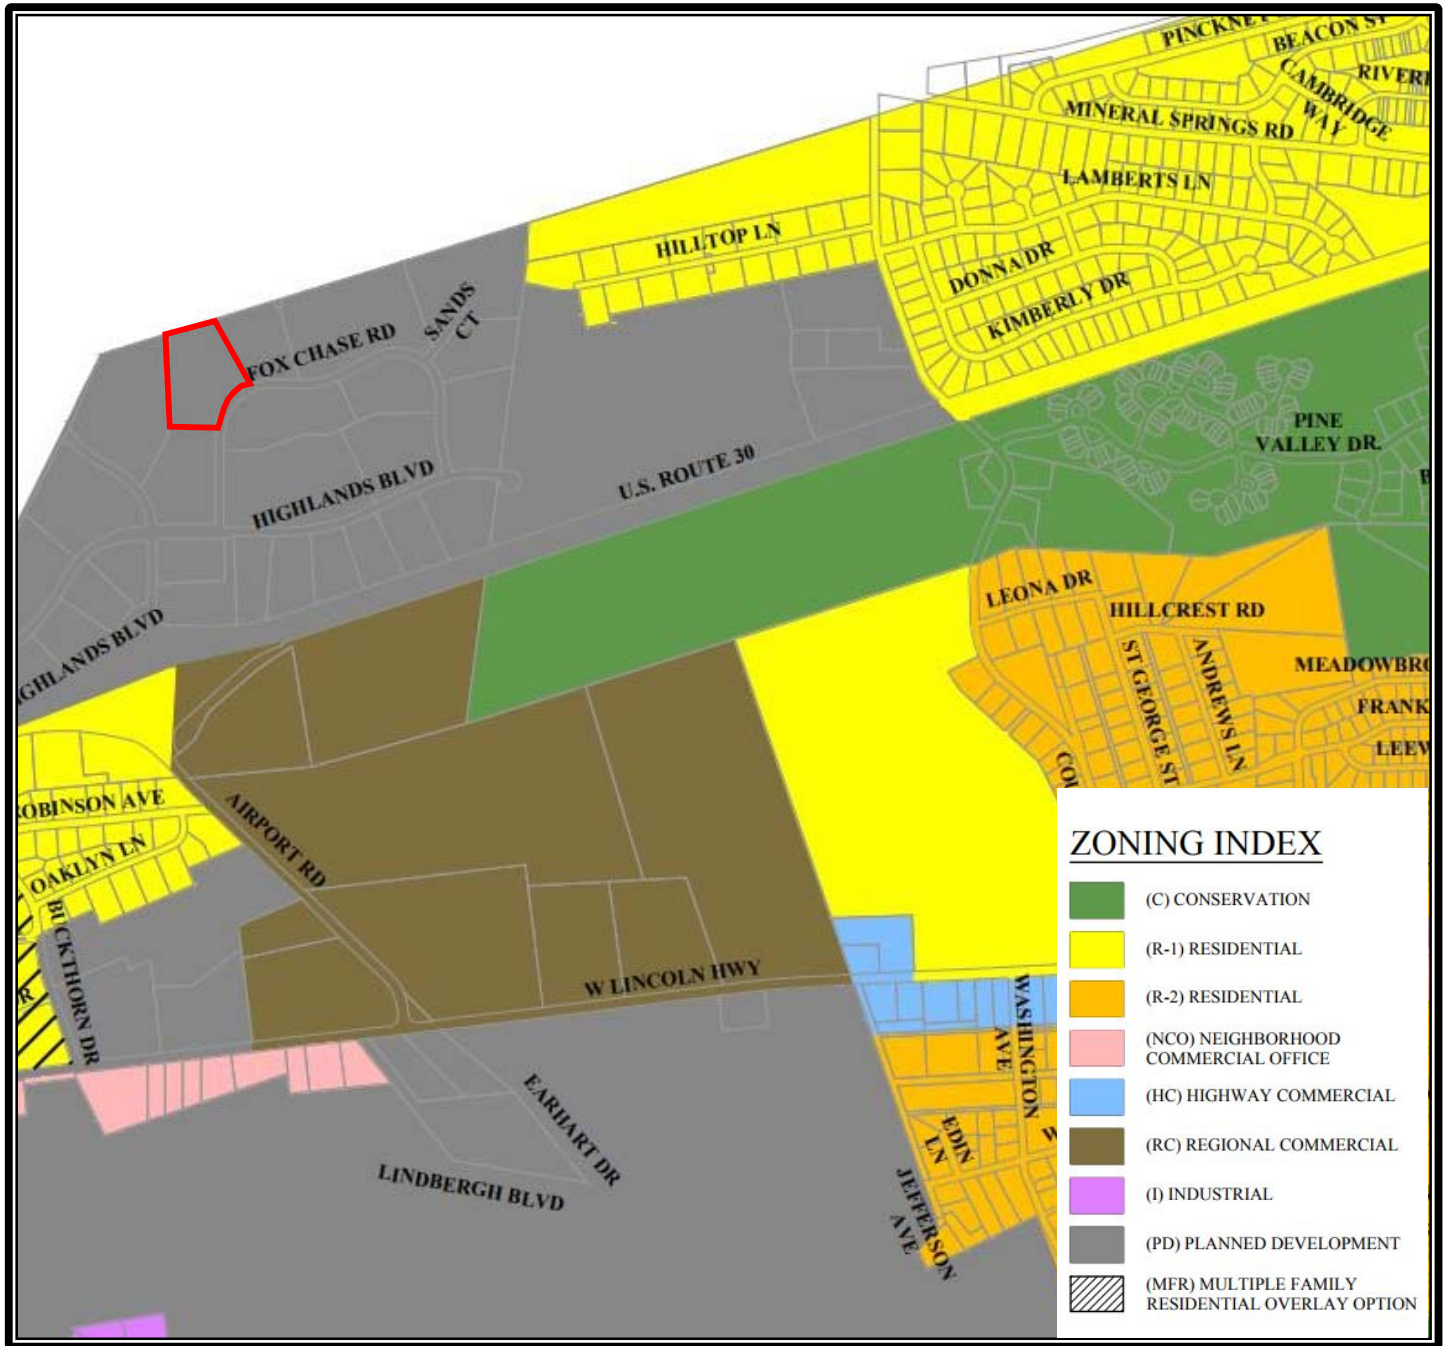 PINCKNEY
BEACON ST
CAMBRIDGE
WAY
MINERAL SPRINGS RD
LAMBERTS LN
HILLTOP LN
DONNA DR
KIMBERLY DR
SANDS
CT
FOX CHASE RD
PINE
VALLEY DR.
U.S. ROUTE 30
HIGHLANDS BLVD
LEONA DR
HILLCREST RD
HIGHLANDS BLVD
ST GEORGE ST
ANDREWS LN
MEADOWBRO
FRANK
LEEW
COU
ROBINSON AVE
AIRPORT RD
OAKLYN LN
BUCKTHORN DR
R
W LINCOLN HWY
WASHINGTON
AVE
EARHART DR
EDIN
LN
W
LINDBERGH BLVD
JEFFERSON
AVE
ZONING INDEX
(C) CONSERVATION
(R-1) RESIDENTIAL
(R-2) RESIDENTIAL
(NCO) NEIGHBORHOOD
COMMERCIAL OFFICE
(HC) HIGHWAY COMMERCIAL
(RC) REGIONAL COMMERCIAL
(I) INDUSTRIAL
(PD) PLANNED DEVELOPMENT
(MFR) MULTIPLE FAMILY
RESIDENTIAL OVERLAY OPTION